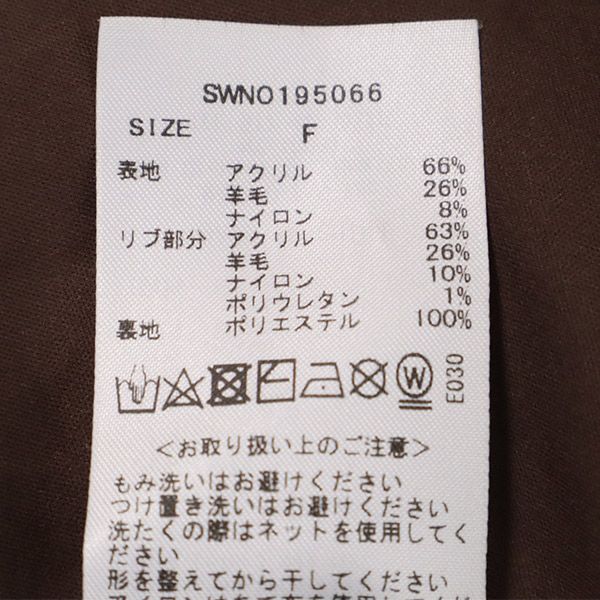 SWNO195066
SIZE F
表地 アクリル 66%
羊毛 26%
ナイロン 8%
リブ部分 アクリル 63%
羊毛 26%
ナイロン 10%
ポリウレタン 1%
裏地 ポリエステル 100%
W E030
<お取り扱い上のご注意>
もみ洗いはお避けください
つけ置き洗いはお避けください
洗たくの際はネットを使用してく
ださい
形を整えてから干してください